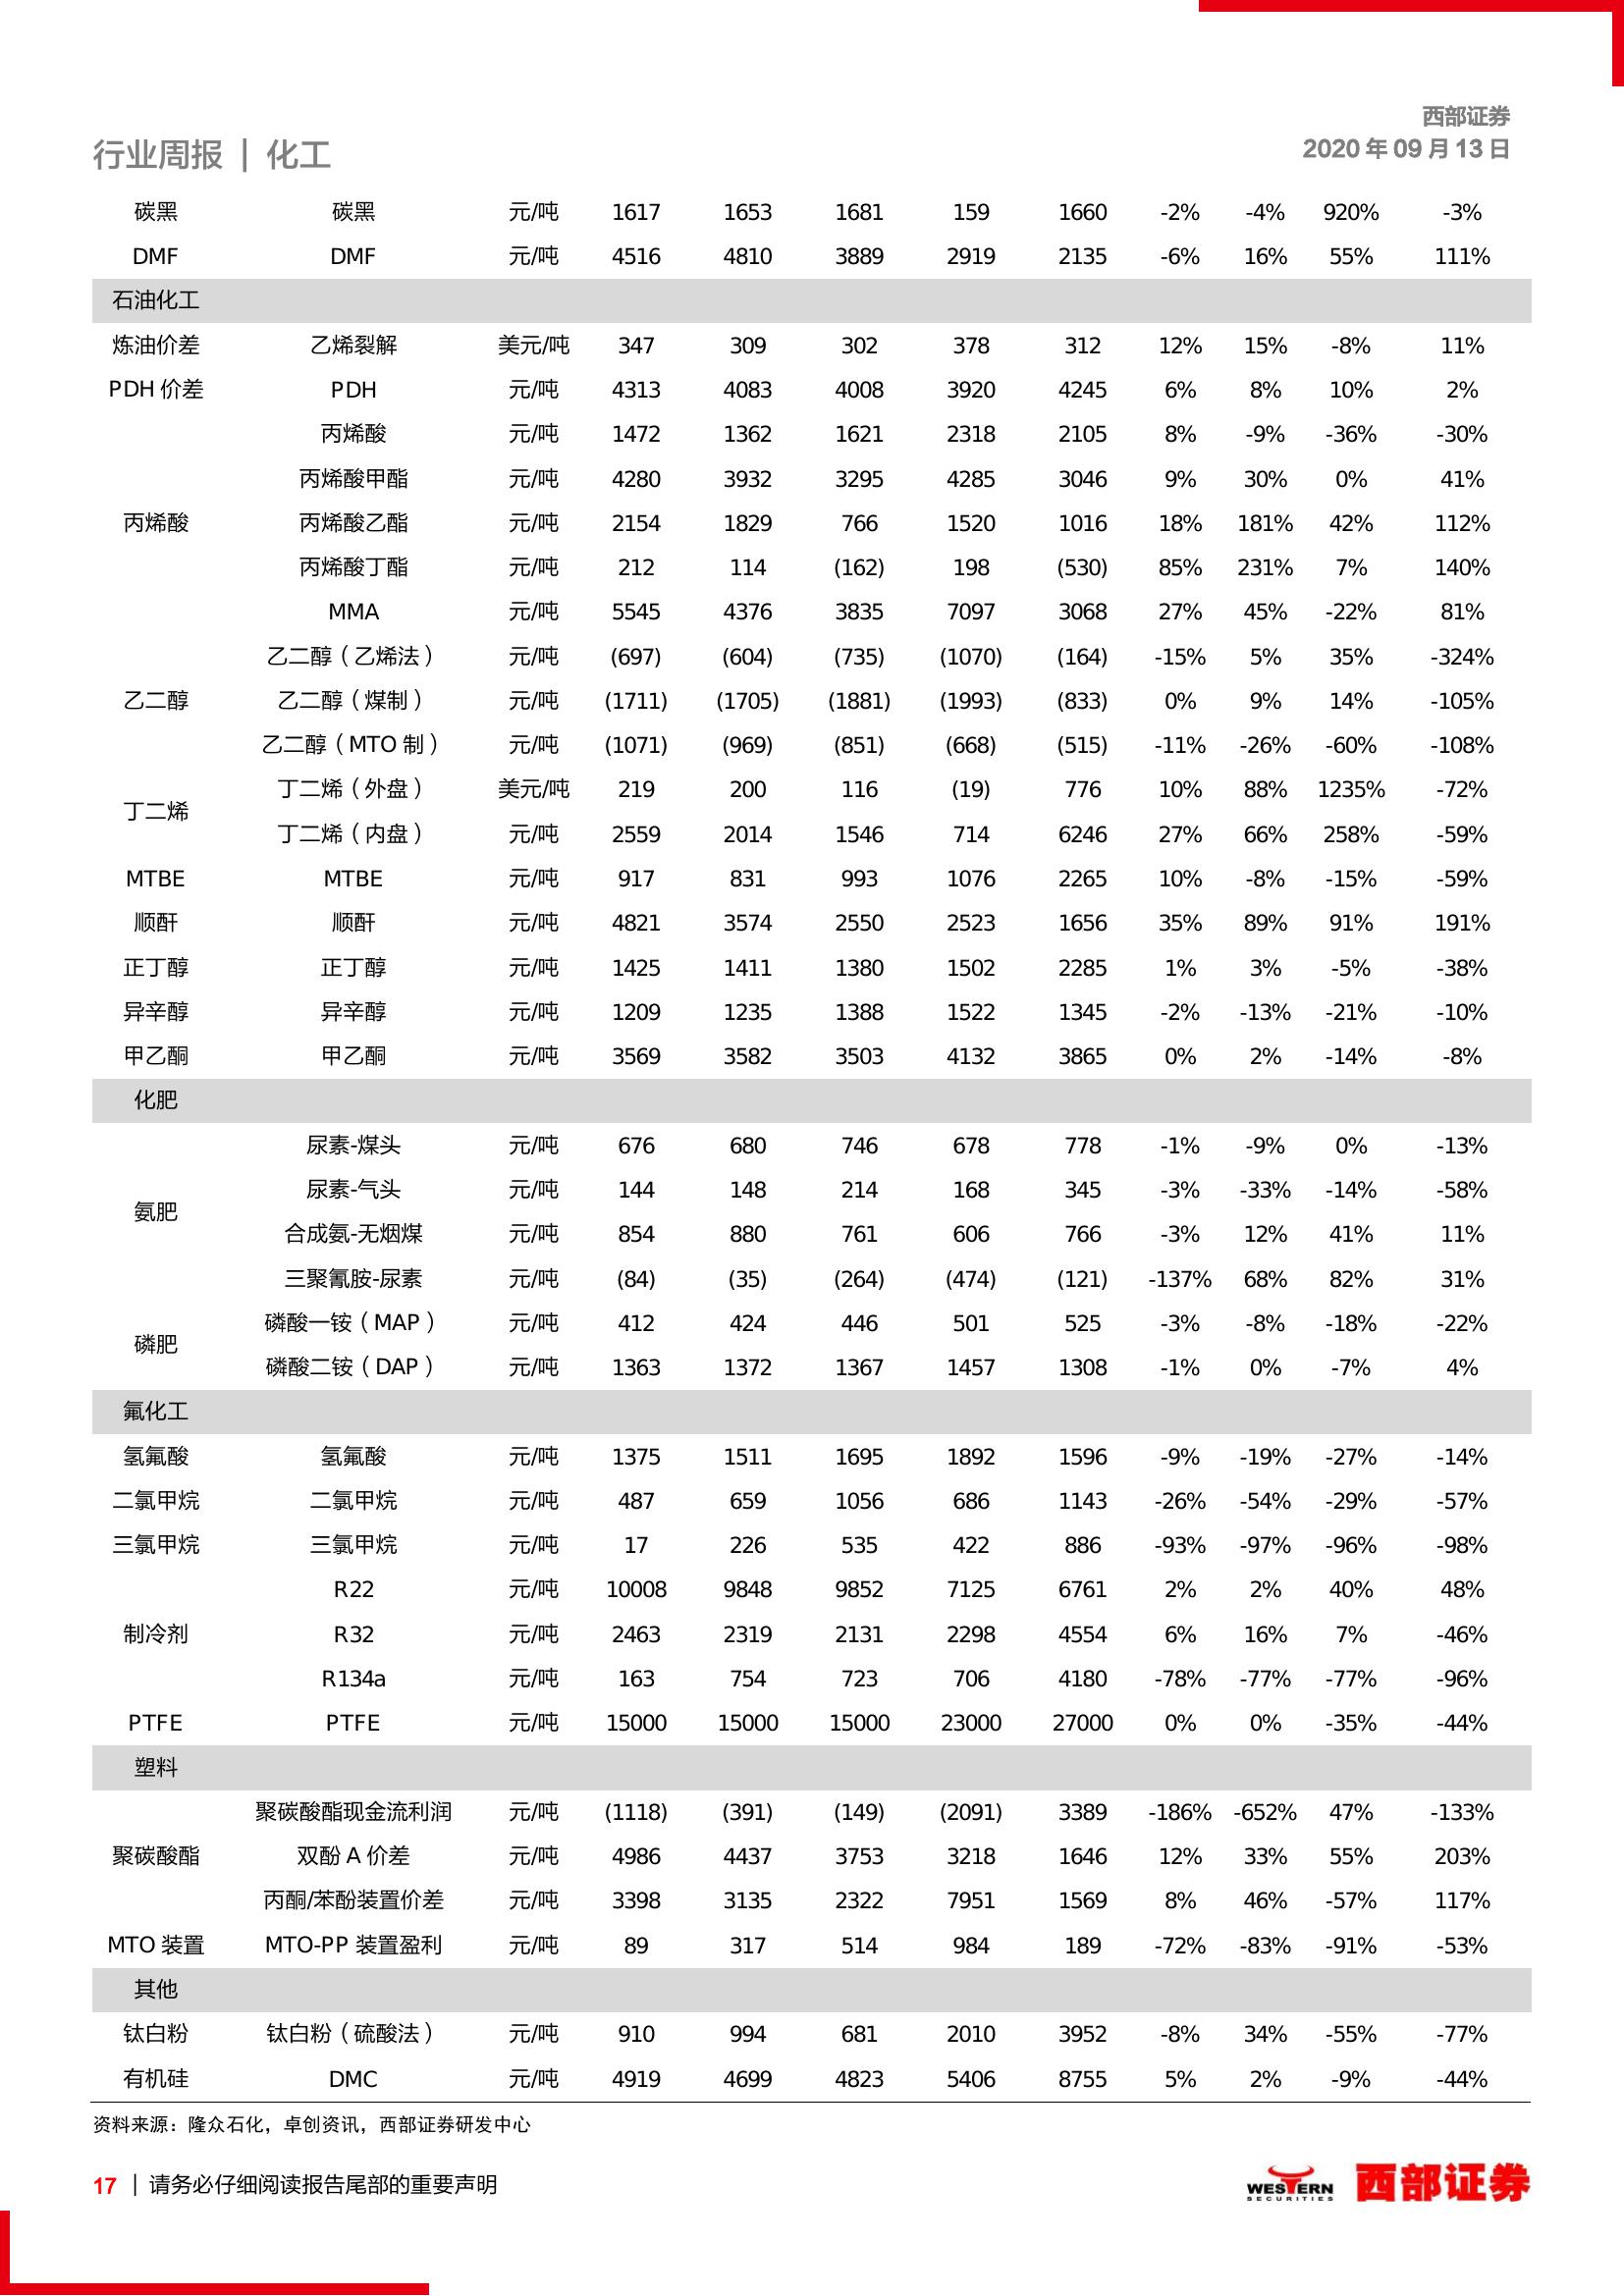 西部证券
行业周报 | 化工
2020 年 09 月 13 日
碳黑 碳黑 元/吨 1617 1653 1681 159 1660 -2% -4% 920% -3%
DMF DMF 元/吨 4516 4810 3889 2919 2135 -6% 16% 55% 111%
石油化工
炼油价差 乙烯裂解 美元/吨 347 309 302 378 312 12% 15% -8% 11%
PDH 价差 PDH 元/吨 4313 4083 4008 3920 4245 6% 8% 10% 2%
丙烯酸 元/吨 1472 1362 1621 2318 2105 8% -9% -36% -30%
丙烯酸甲酯 元/吨 4280 3932 3295 4285 3046 9% 30% 0% 41%
丙烯酸 丙烯酸乙酯 元/吨 2154 1829 766 1520 1016 18% 181% 42% 112%
丙烯酸丁酯 元/吨 212 114 (162) 198 (530) 85% 231% 7% 140%
MMA 元/吨 5545 4376 3835 7097 3068 27% 45% -22% 81%
乙二醇（乙烯法） 元/吨 (697) (604) (735) (1070) (164) -15% 5% 35% -324%
乙二醇 乙二醇（煤制） 元/吨 (1711) (1705) (1881) (1993) (833) 0% 9% 14% -105%
乙二醇（MTO 制） 元/吨 (1071) (969) (851) (668) (515) -11% -26% -60% -108%
丁二烯（外盘） 美元/吨 219 200 116 (19) 776 10% 88% 1235% -72%
丁二烯
丁二烯（内盘） 元/吨 2559 2014 1546 714 6246 27% 66% 258% -59%
MTBE MTBE 元/吨 917 831 993 1076 2265 10% -8% -15% -59%
顺酐 顺酐 元/吨 4821 3574 2550 2523 1656 35% 89% 91% 191%
正丁醇 正丁醇 元/吨 1425 1411 1380 1502 2285 1% 3% -5% -38%
异辛醇 异辛醇 元/吨 1209 1235 1388 1522 1345 -2% -13% -21% -10%
甲乙酮 甲乙酮 元/吨 3569 3582 3503 4132 3865 0% 2% -14% -8%
化肥
尿素-煤头 元/吨 676 680 746 678 778 -1% -9% 0% -13%
尿素-气头 元/吨 144 148 214 168 345 -3% -33% -14% -58%
氨肥
合成氨-无烟煤 元/吨 854 880 761 606 766 -3% 12% 41% 11%
三聚氰胺-尿素 元/吨 (84) (35) (264) (474) (121) -137% 68% 82% 31%
磷酸一铵（MAP） 元/吨 412 424 446 501 525 -3% -8% -18% -22%
磷肥
磷酸二铵（DAP） 元/吨 1363 1372 1367 1457 1308 -1% 0% -7% 4%
氟化工
氢氟酸 氢氟酸 元/吨 1375 1511 1695 1892 1596 -9% -19% -27% -14%
二氯甲烷 二氯甲烷 元/吨 487 659 1056 686 1143 -26% -54% -29% -57%
三氯甲烷 三氯甲烷 元/吨 17 226 535 422 886 -93% -97% -96% -98%
R22 元/吨 10008 9848 9852 7125 6761 2% 2% 40% 48%
制冷剂 R32 元/吨 2463 2319 2131 2298 4554 6% 16% 7% -46%
R134a 元/吨 163 754 723 706 4180 -78% -77% -77% -96%
PTFE PTFE 元/吨 15000 15000 15000 23000 27000 0% 0% -35% -44%
塑料
聚碳酸酯现金流利润 元/吨 (1118) (391) (149) (2091) 3389 -186% -652% 47% -133%
聚碳酸酯 双酚 A 价差 元/吨 4986 4437 3753 3218 1646 12% 33% 55% 203%
丙酮/苯酚装置价差 元/吨 3398 3135 2322 7951 1569 8% 46% -57% 117%
MTO 装置 MTO-PP 装置盈利 元/吨 89 317 514 984 189 -72% -83% -91% -53%
其他
钛白粉 钛白粉（硫酸法） 元/吨 910 994 681 2010 3952 -8% 34% -55% -77%
有机硅 DMC 元/吨 4919 4699 4823 5406 8755 5% 2% -9% -44%
资料来源：隆众石化，卓创资讯，西部证券研发中心
17 | 请务必仔细阅读报告尾部的重要声明
WESTERN
SECURITIES
西部证券